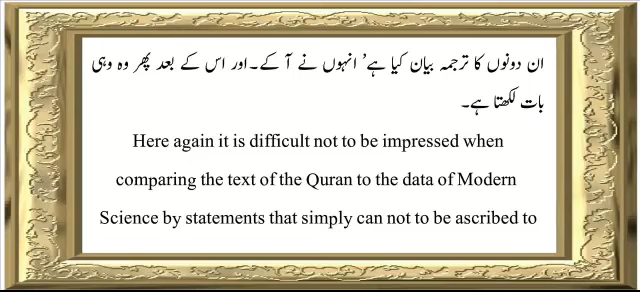 ان دونوں کا ترجمہ بیان کیا ہے’ انہوں نے آ کے۔ اور اس کے بعد پھر وہ وہی
بات لکھتا ہے۔
Here again it is difficult not to be impressed when
comparing the text of the Quran to the data of Modern
Science by statements that simply can not to be ascribed to